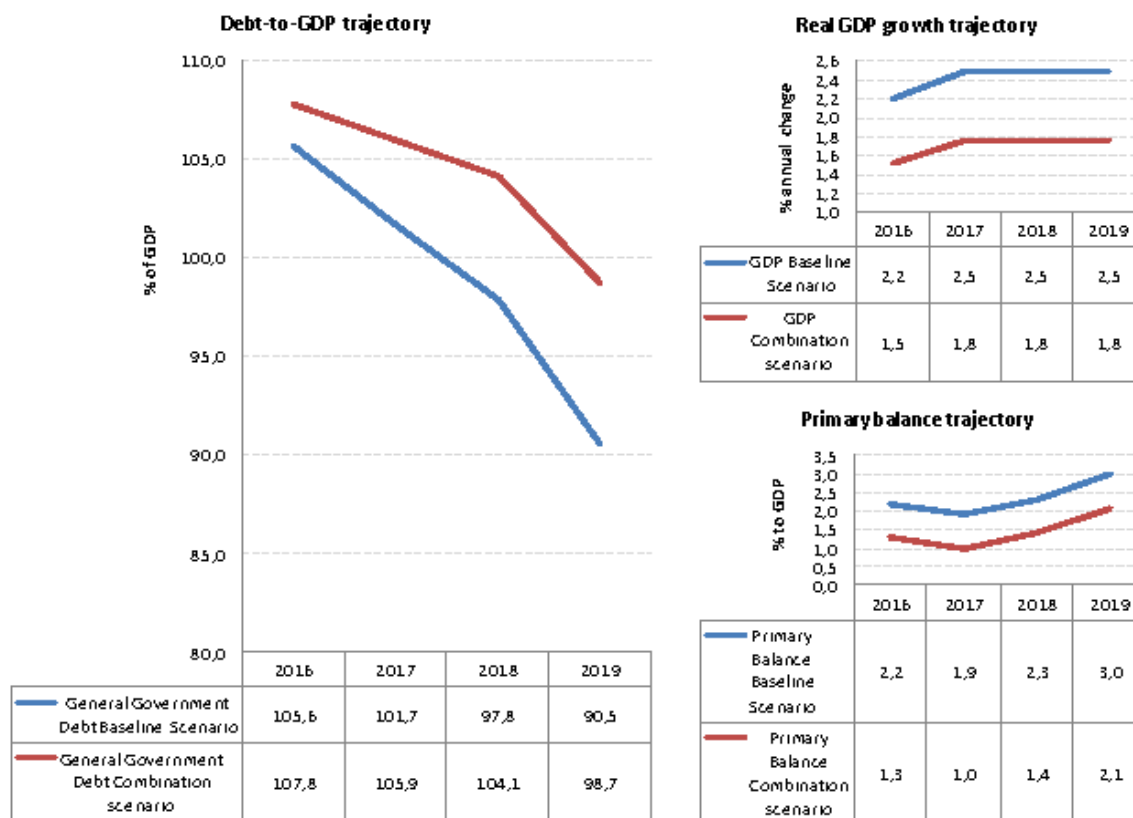 Debt-to-GDP trajectory
110,0
105,0
100,0
95,0
90,0
85,0
80,0
% of GDP
2016 2017 2018 2019
General Government Debt Baseline Scenario 105,6 101,7 97,8 90,5
General Government Debt Combination scenario 107,8 105,9 104,1 98,7
Real GDP growth trajectory
2,6
2,4
2,2
2,0
1,8
1,6
1,4
1,2
1,0
% annual change
2016 2017 2018 2019
GDP Baseline Scenario 2,2 2,5 2,5 2,5
GDP Combination scenario 1,5 1,8 1,8 1,8
Primary balance trajectory
3,5
3,0
2,5
2,0
1,5
1,0
0,5
0,0
% to GDP
2016 2017 2018 2019
Primary Balance Baseline Scenario 2,2 1,9 2,3 3,0
Primary Balance Combination scenario 1,3 1,0 1,4 2,1